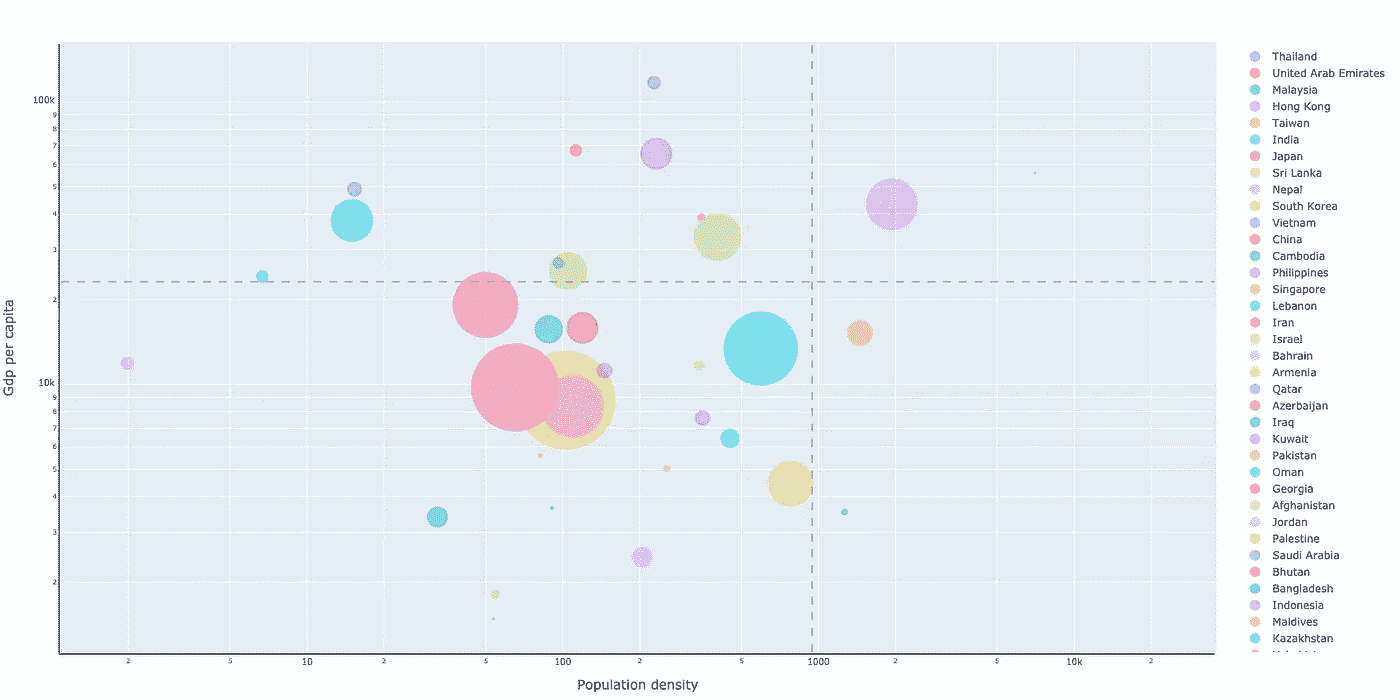 100k
9
8
7
6
5
4
3
2
10k
9
8
7
6
5
4
3
2
Gdp per capita
2
5
10
2
5
100
2
5
1000
2
5
10k
2
Population density
Thailand
United Arab Emirates
Malaysia
Hong Kong
Taiwan
India
Japan
Sri Lanka
Nepal
South Korea
Vietnam
China
Cambodia
Philippines
Singapore
Lebanon
Iran
Israel
Bahrain
Armenia
Qatar
Azerbaijan
Iraq
Kuwait
Pakistan
Oman
Georgia
Afghanistan
Jordan
Palestine
Saudi Arabia
Bhutan
Bangladesh
Indonesia
Maldives
Kazakhstan